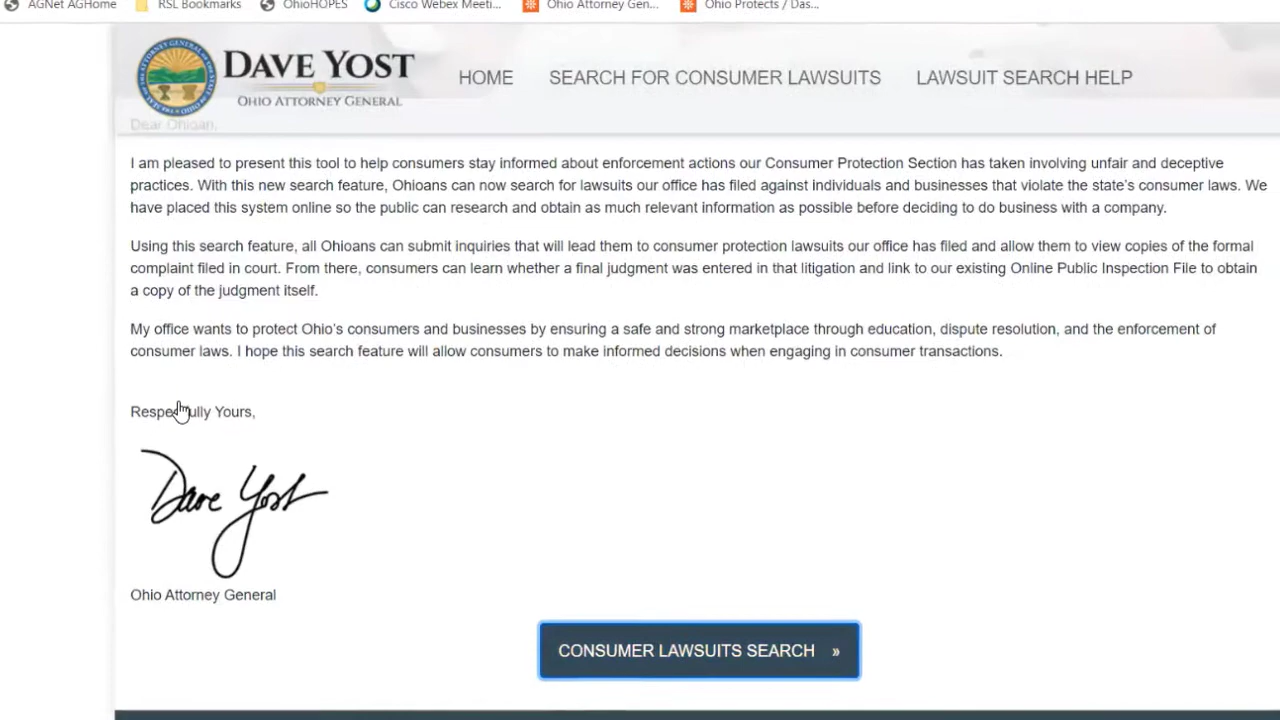 AGNet AGHome RSL Bookmarks OhioHOPES Cisco Webex Meeti... Ohio Attorney Gen... Ohio Protects / Das...
DAVE YOST
OHIO ATTORNEY GENERAL
HOME SEARCH FOR CONSUMER LAWSUITS LAWSUIT SEARCH HELP
Dear Ohioan,
I am pleased to present this tool to help consumers stay informed about enforcement actions our Consumer Protection Section has taken involving unfair and deceptive
practices. With this new search feature, Ohioans can now search for lawsuits our office has filed against individuals and businesses that violate the state's consumer laws. We
have placed this system online so the public can research and obtain as much relevant information as possible before deciding to do business with a company.
Using this search feature, all Ohioans can submit inquiries that will lead them to consumer protection lawsuits our office has filed and allow them to view copies of the formal
complaint filed in court. From there, consumers can learn whether a final judgment was entered in that litigation and link to our existing Online Public Inspection File to obtain
a copy of the judgment itself.
My office wants to protect Ohio's consumers and businesses by ensuring a safe and strong marketplace through education, dispute resolution, and the enforcement of
consumer laws. I hope this search feature will allow consumers to make informed decisions when engaging in consumer transactions.
Respectfully Yours,
Dave Yost
Ohio Attorney General
CONSUMER LAWSUITS SEARCH »